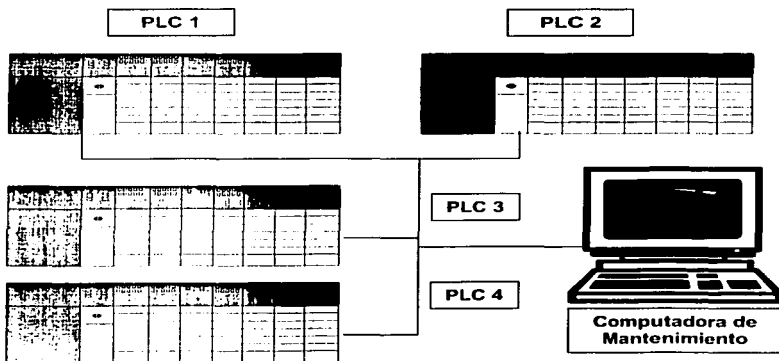 PLC 1
PLC 2
PLC 3
PLC 4
Computadora de
Mantenimiento